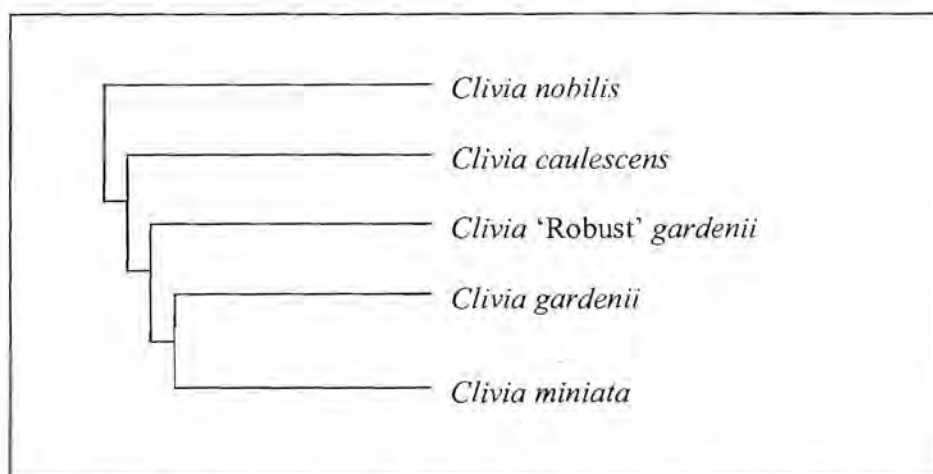 Clivia nobilis
Clivia caulescens
Clivia ‘Robust’ gardenii
Clivia gardenii
Clivia miniata